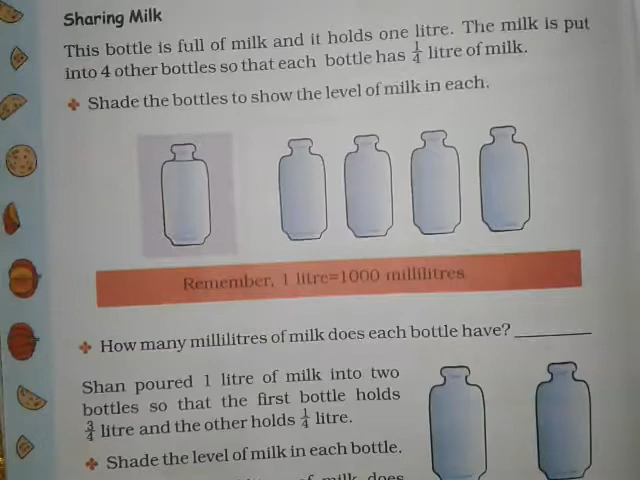 Sharing Milk
This bottle is full of milk and it holds one litre. The milk is put
into 4 other bottles so that each bottle has 1/4 litre of milk.
Shade the bottles to show the level of milk in each.
Remember, 1 litre=1000 millilitres
How many millilitres of milk does each bottle have? ________
Shan poured 1 litre of milk into two
bottles so that the first bottle holds
3/4 litre and the other holds 1/4 litre.
Shade the level of milk in each bottle.
of milk does